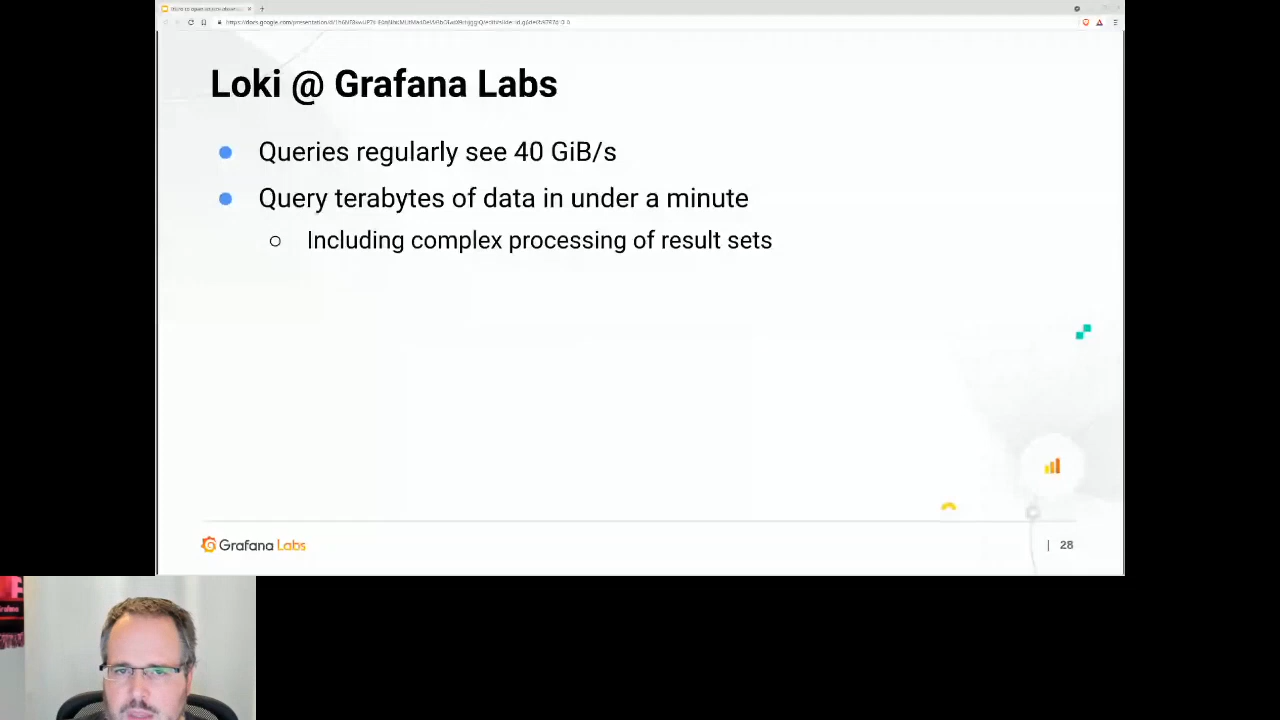 Loki @ Grafana Labs
Queries regularly see 40 GiB/s
Query terabytes of data in under a minute
Including complex processing of result sets
Grafana Labs
| 28